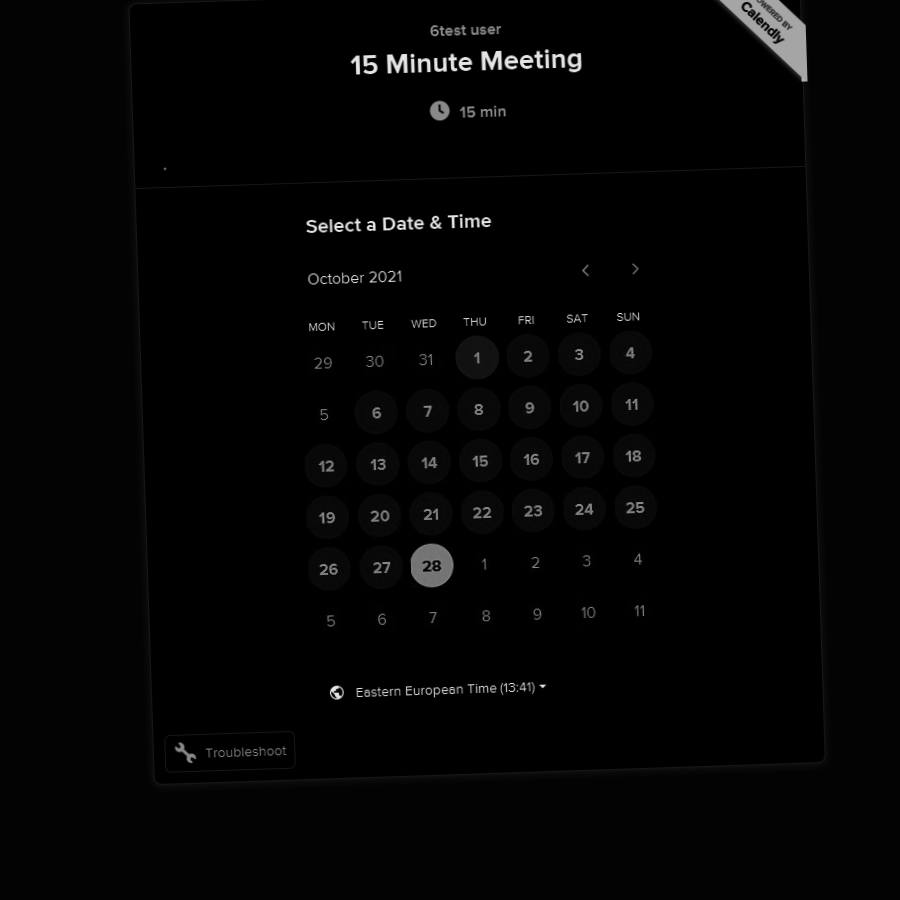 6test user
15 Minute Meeting
15 min
POWERED BY
Calendly
Select a Date & Time
October 2021
MON TUE WED THU FRI SAT SUN
29 30 31 1 2 3 4
5 6 7 8 9 10 11
12 13 14 15 16 17 18
19 20 21 22 23 24 25
26 27 28 1 2 3 4
5 6 7 8 9 10 11
Eastern European Time (13:41)
Troubleshoot